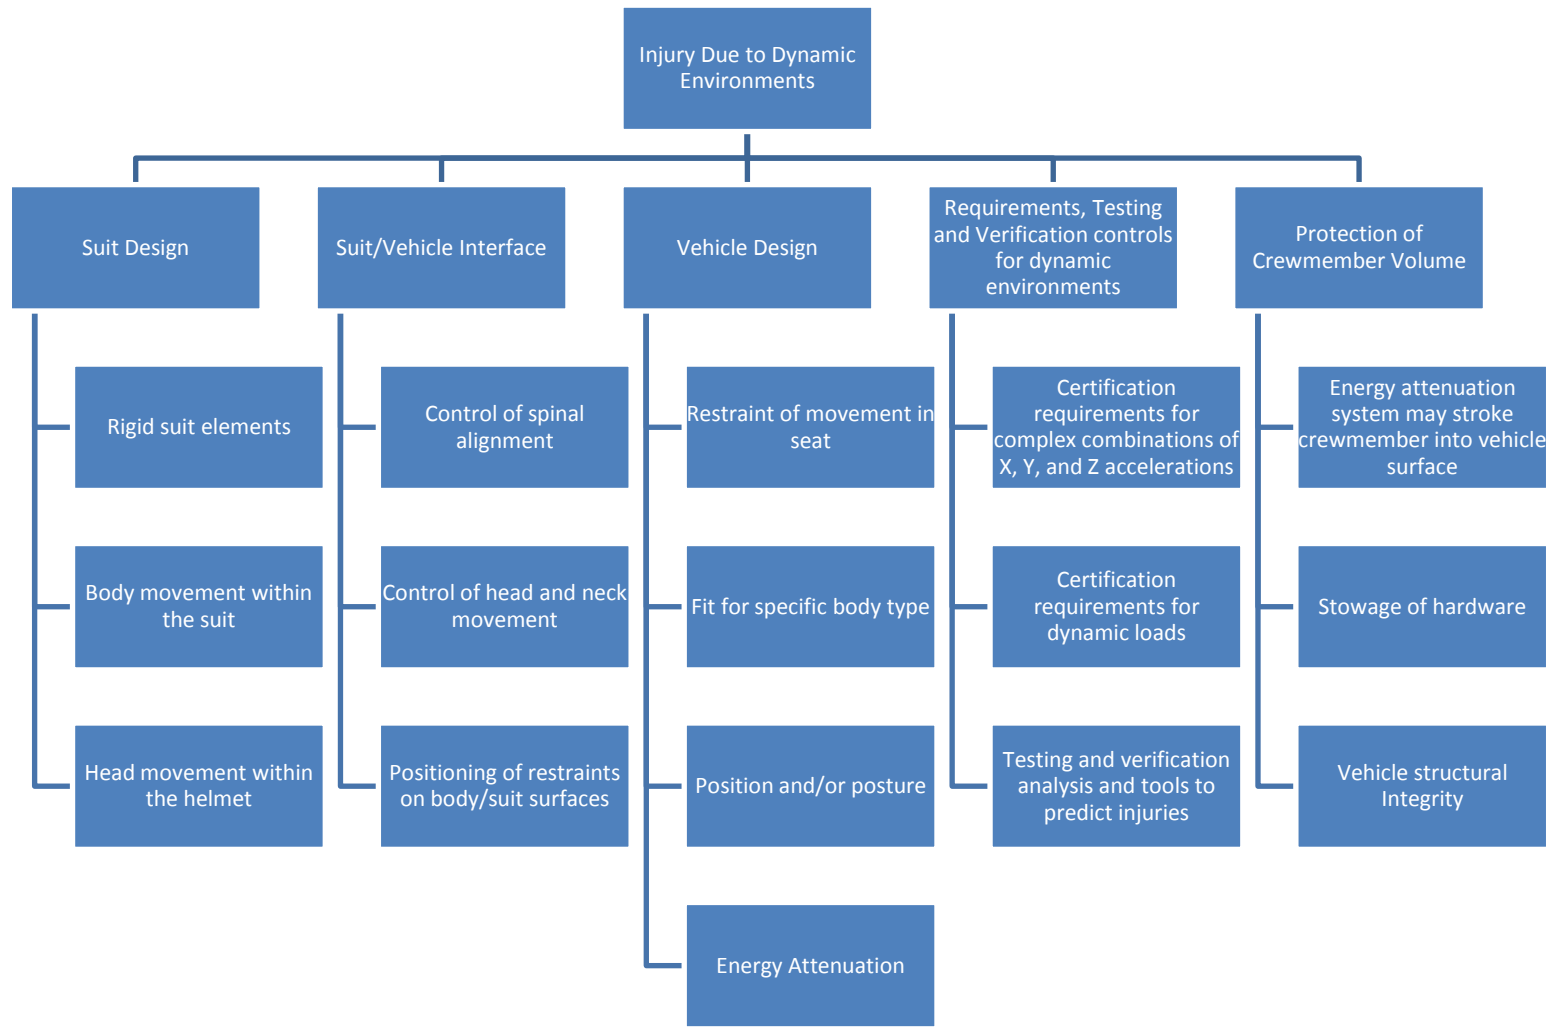 Injury Due to Dynamic
Environments
Suit Design
Suit/Vehicle Interface
Vehicle Design
Requirements, Testing
and Verification controls
for dynamic
environments
Protection of
Crewmember Volume
Rigid suit elements
Control of spinal
alignment
Restraint of movement in
seat
Certification
requirements for
complex combinations of
X, Y, and Z accelerations
Energy attenuation
system may stroke
crewmember into vehicle
surface
Body movement within
the suit
Control of head and neck
movement
Fit for specific body type
Certification
requirements for
dynamic loads
Stowage of hardware
Head movement within
the helmet
Positioning of restraints
on body/suit surfaces
Position and/or posture
Testing and verification
analysis and tools to
predict injuries
Vehicle structural
Integrity
Energy Attenuation